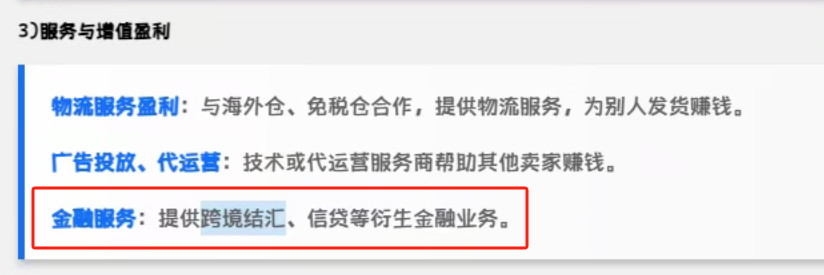 3)服务与增值盈利
物流服务盈利：与海外仓、免税仓合作，提供物流服务，为别人发货赚钱。
广告投放、代运营：技术或代运营服务商帮助其他卖家赚钱。
金融服务：提供跨境结汇、信贷等衍生金融业务。